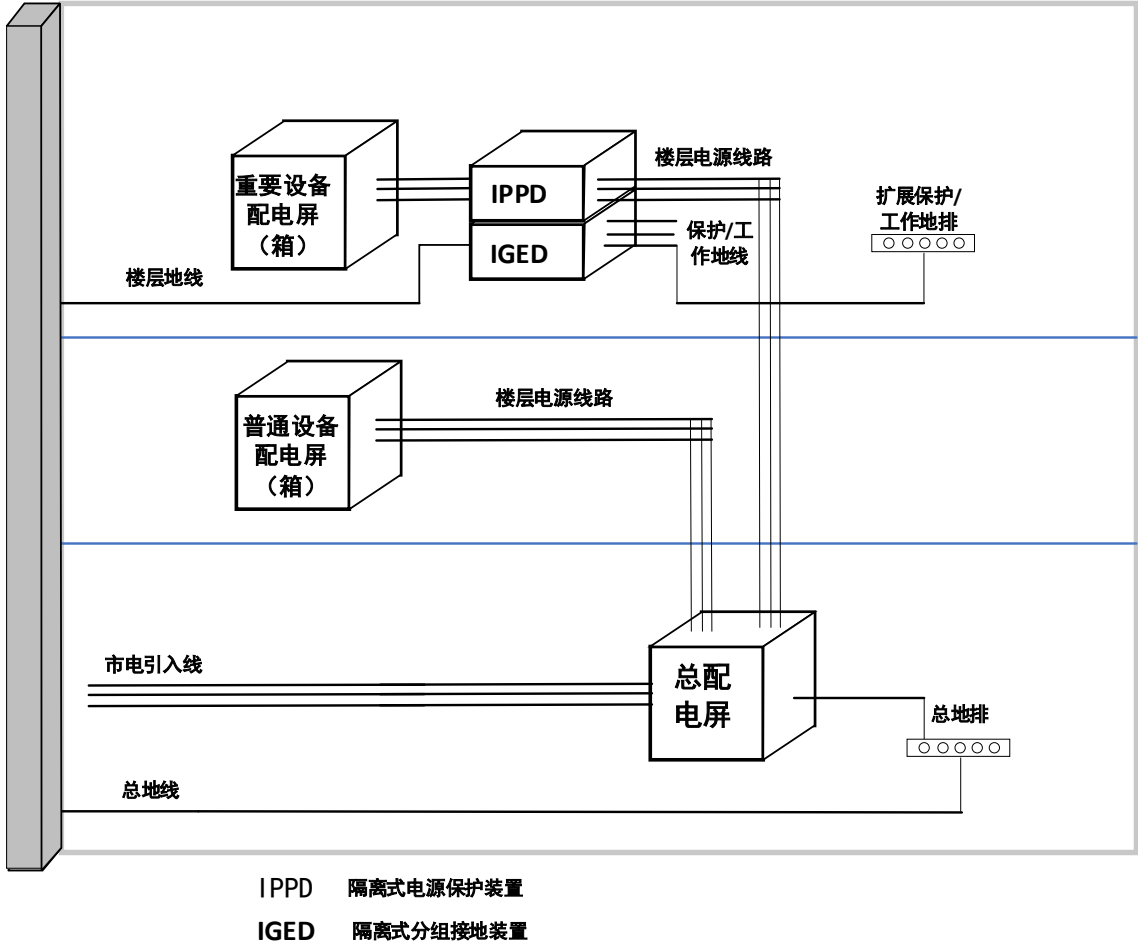 楼层电源线路
重要设备
配电屏
（箱）
IPPD
IGED
保护/工
作地线
扩展保护/
工作地排
楼层地线
楼层电源线路
普通设备
配电屏
（箱）
市电引入线
总配
电屏
总地排
总地线
IPPD 隔离式电源保护装置
IGED 隔离式分组接地装置